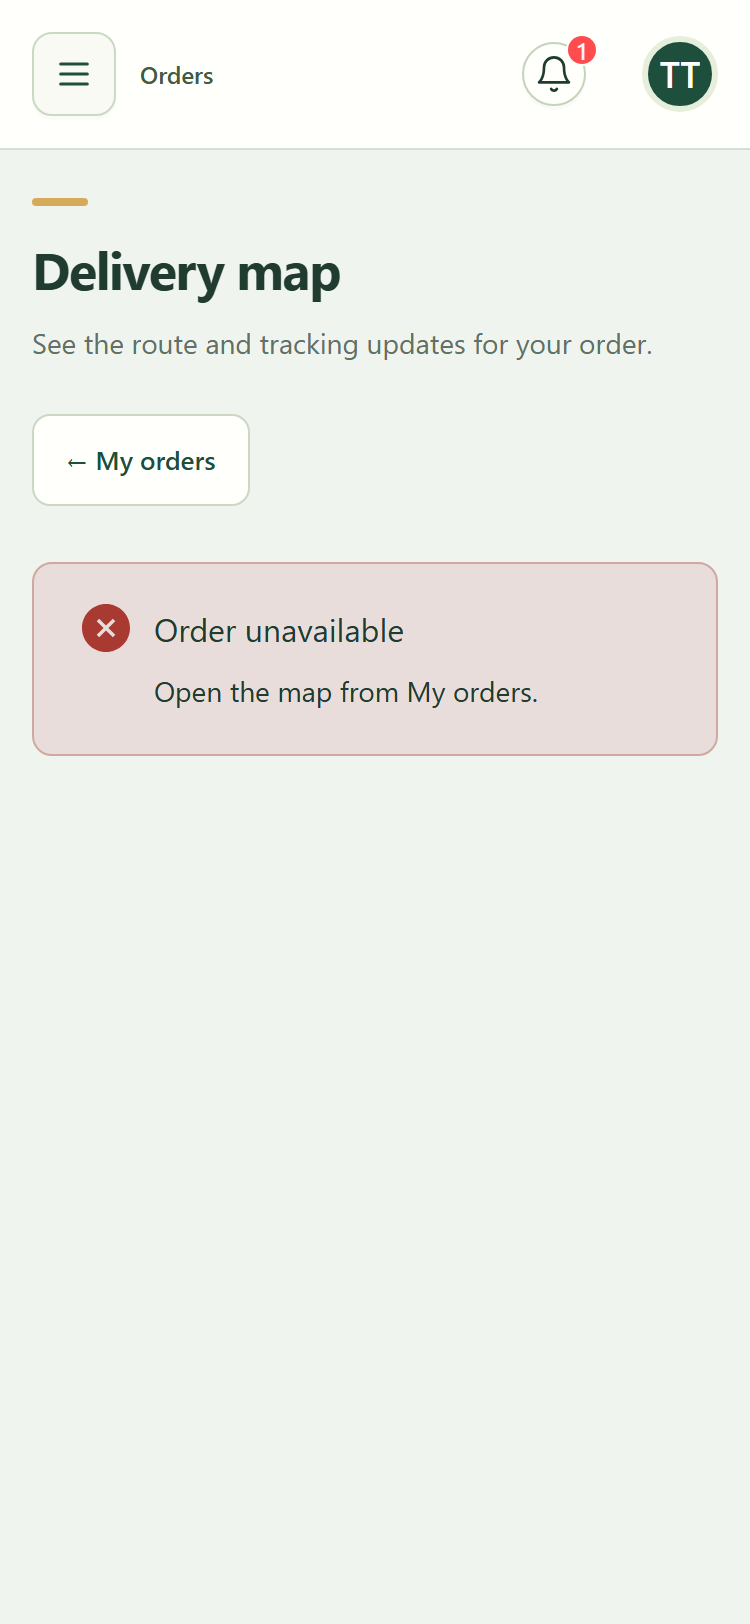 Orders
1
TT
Delivery map
See the route and tracking updates for your order.
← My orders
Order unavailable
Open the map from My orders.